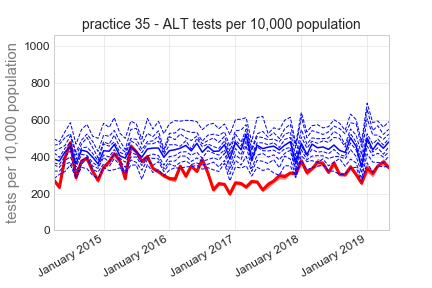 practice 35 - ALT tests per 10,000 population
tests per 10,000 population
1000
800
600
400
200
0
January 2015
January 2016
January 2017
January 2018
January 2019